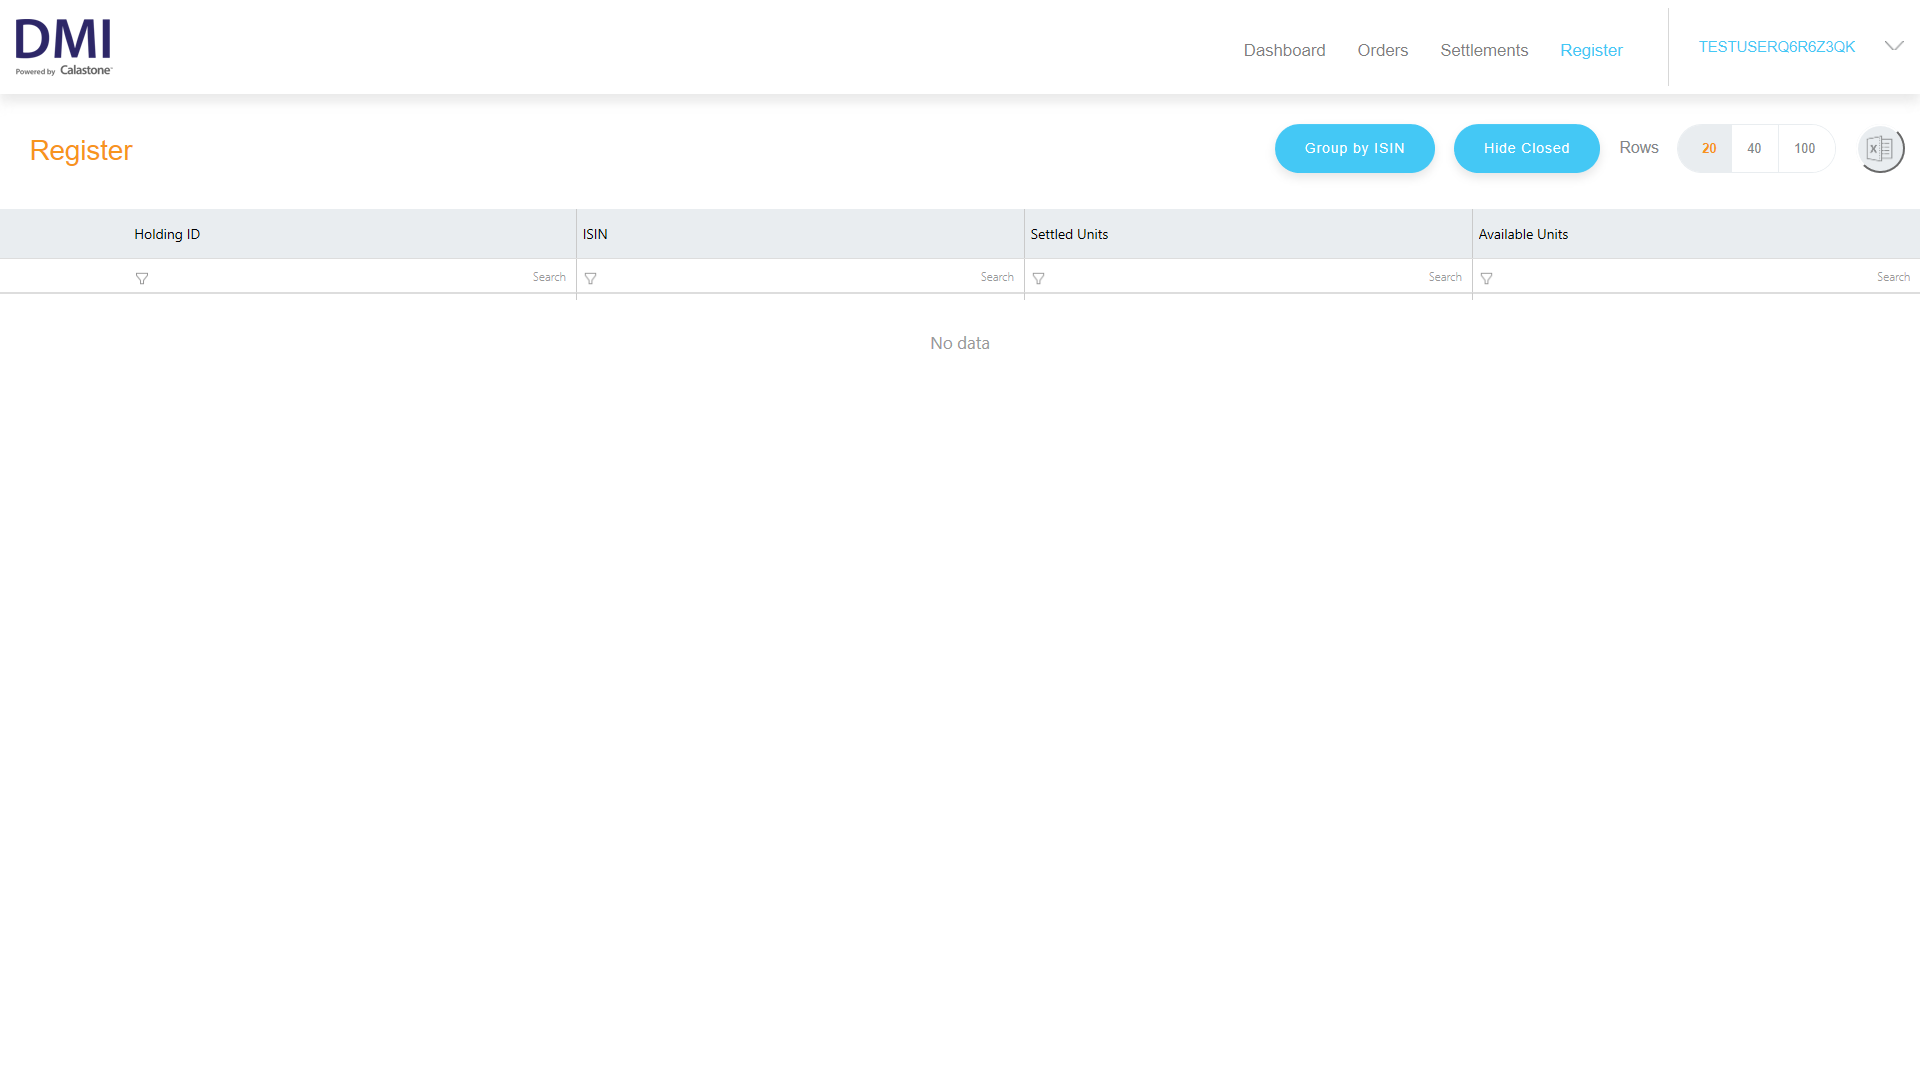 DMI
Powered by Calastone
Dashboard Orders Settlements Register TESTUSERQ6R6Z3QK
Register Group by ISIN Hide Closed Rows 20 40 100 X
Holding ID ISIN Settled Units Available Units
Search Search Search Search
No data